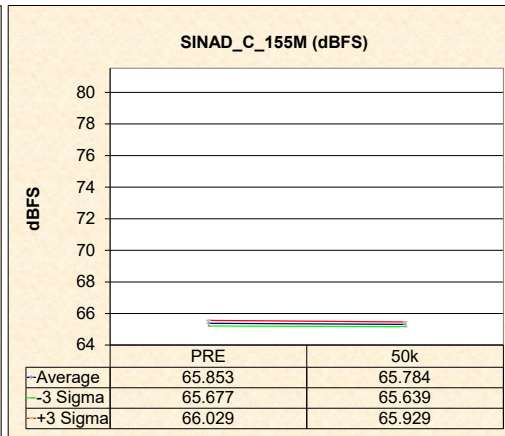 SINAD_C_155M (dBFS)
80
78
76
74
72
70
68
66
64
dBFS
PRE 50k
Average 65.853 65.784
-3 Sigma 65.677 65.639
+3 Sigma 66.029 65.929